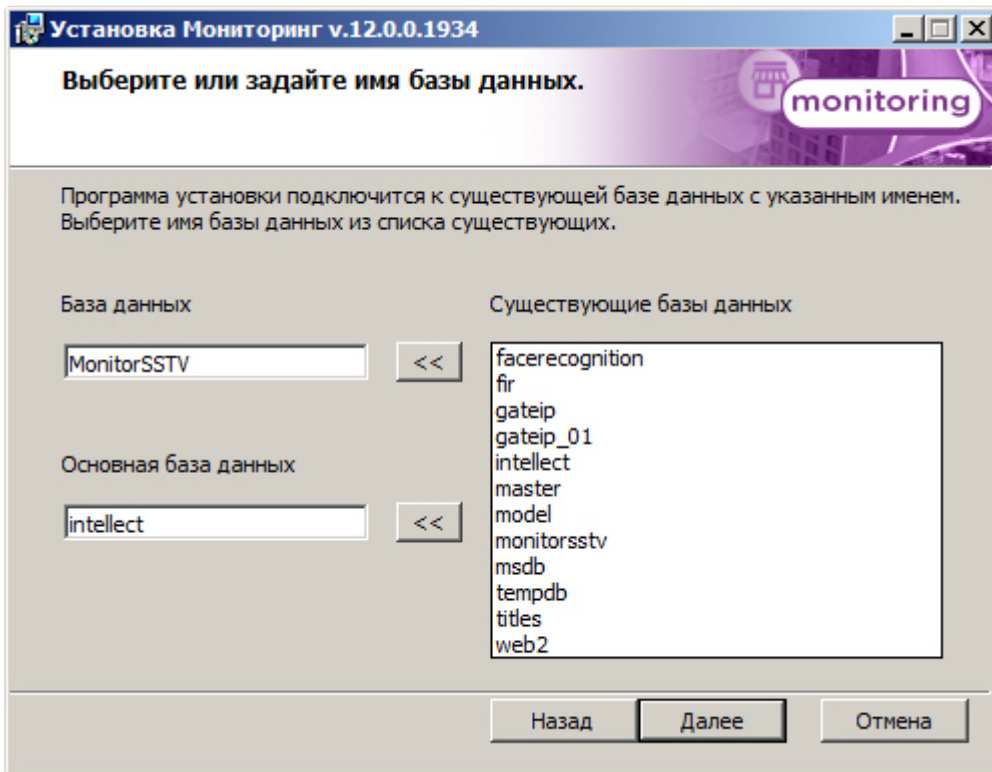 Установка Мониторинг v.12.0.0.1934
Выберите или задайте имя базы данных.
monitoring
Программа установки подключится к существующей базе данных с указанным именем.
Выберите имя базы данных из списка существующих.
База данных
MonitorSSTV
<<
Основная база данных
intellect
<<
Существующие базы данных
facerecognition
fir
gateip
gateip_01
intellect
master
model
monitorsstv
msdb
tempdb
titles
web2
Назад
Далее
Отмена